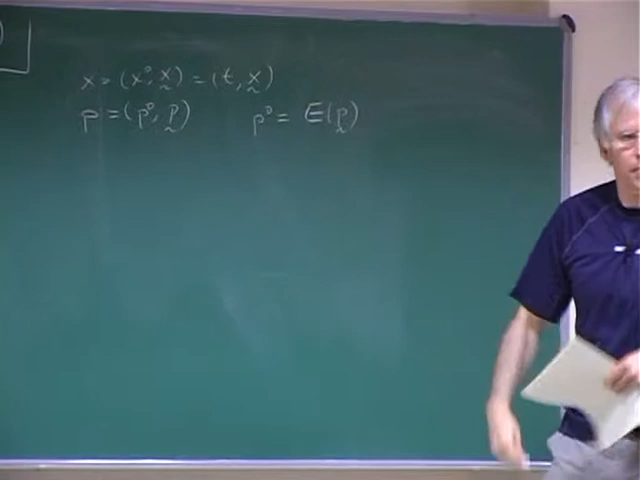 x = (x⁰, x̰) = (t, x̰)
p = (p⁰, p̰) p⁰ = E(p̰)